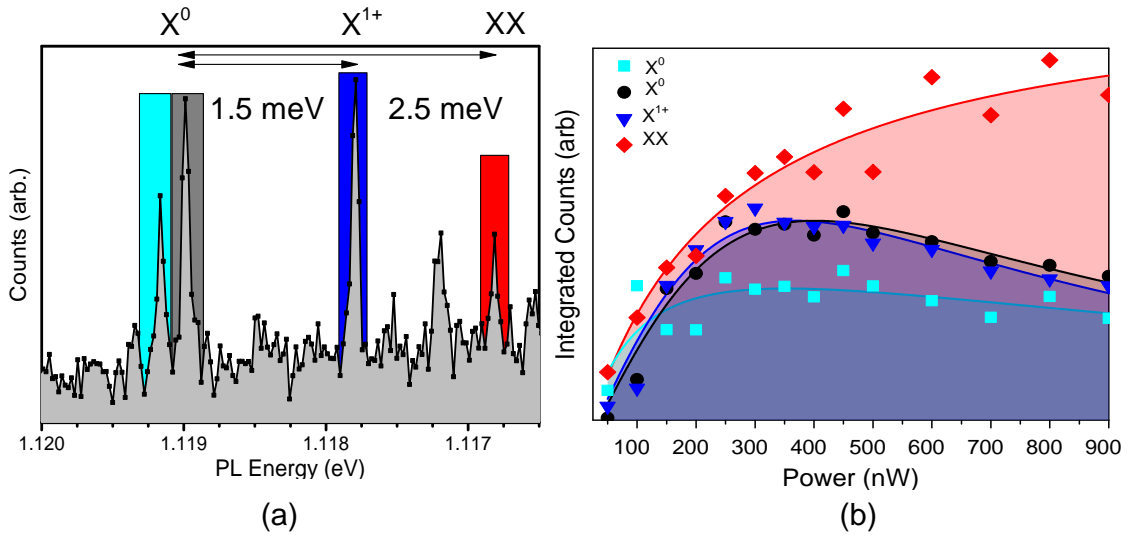 X⁰ X¹⁺ XX
1.5 meV 2.5 meV
Counts (arb.)
1.120 1.119 1.118 1.117
PL Energy (eV)
(a)
X⁰
X⁰
X¹⁺
XX
Integrated Counts (arb)
100 200 300 400 500 600 700 800 900
Power (nW)
(b)